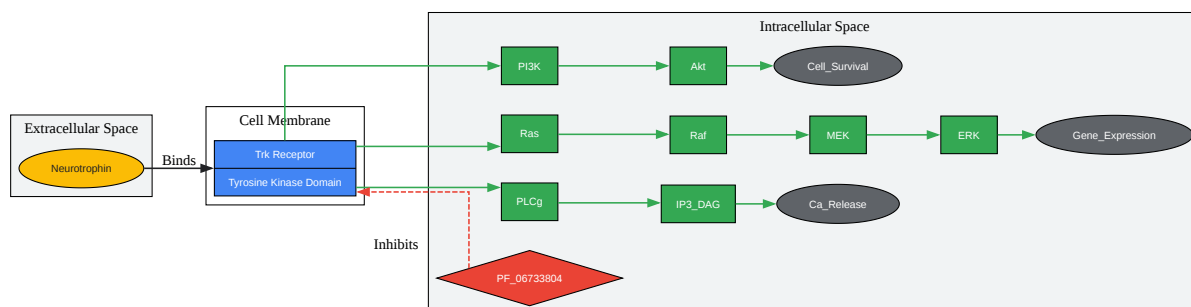 Intracellular Space
PI3K
Akt
Cell_Survival
Extracellular Space
Neurotrophin
Binds
Cell Membrane
Trk Receptor
Tyrosine Kinase Domain
Ras
Raf
MEK
ERK
Gene_Expression
PLCg
IP3_DAG
Ca_Release
Inhibits
PF_06733804